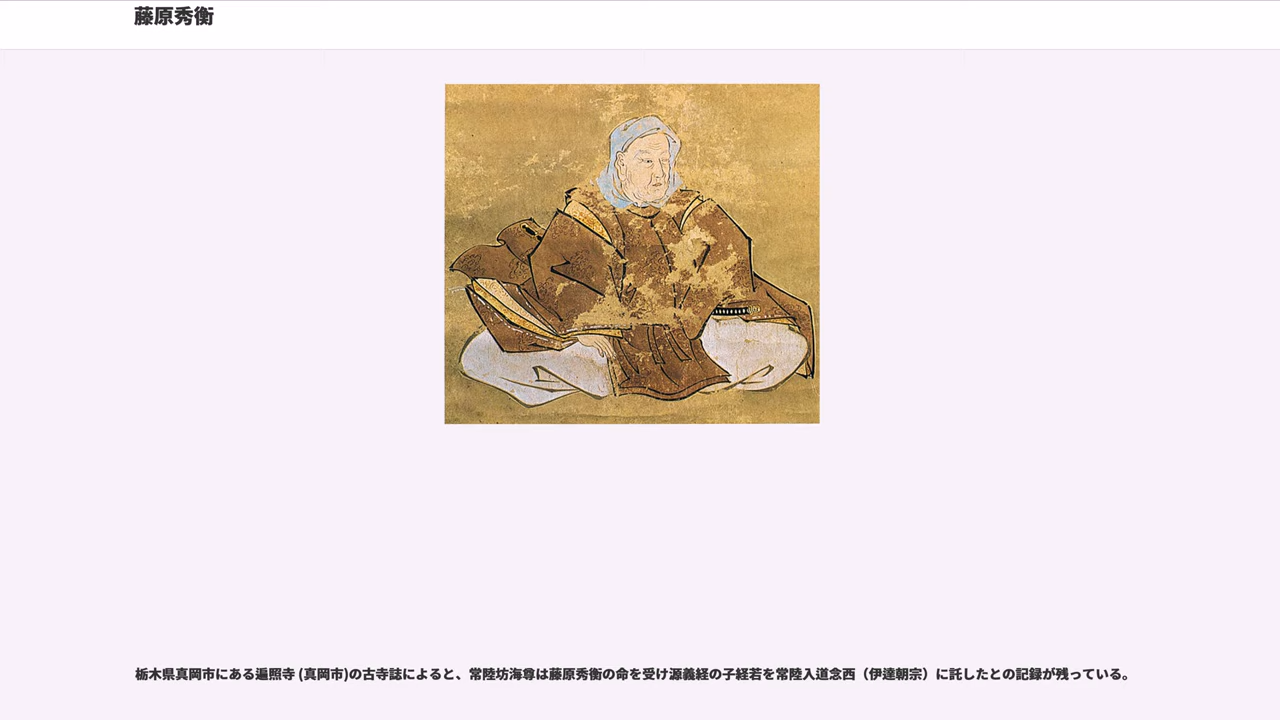 藤原秀衡
栃木県真岡市にある遍照寺 (真岡市)の古寺誌によると、常陸坊海尊は藤原秀衡の命を受け源義経の子経若を常陸入道念西（伊達朝宗）に託したとの記録が残っている。